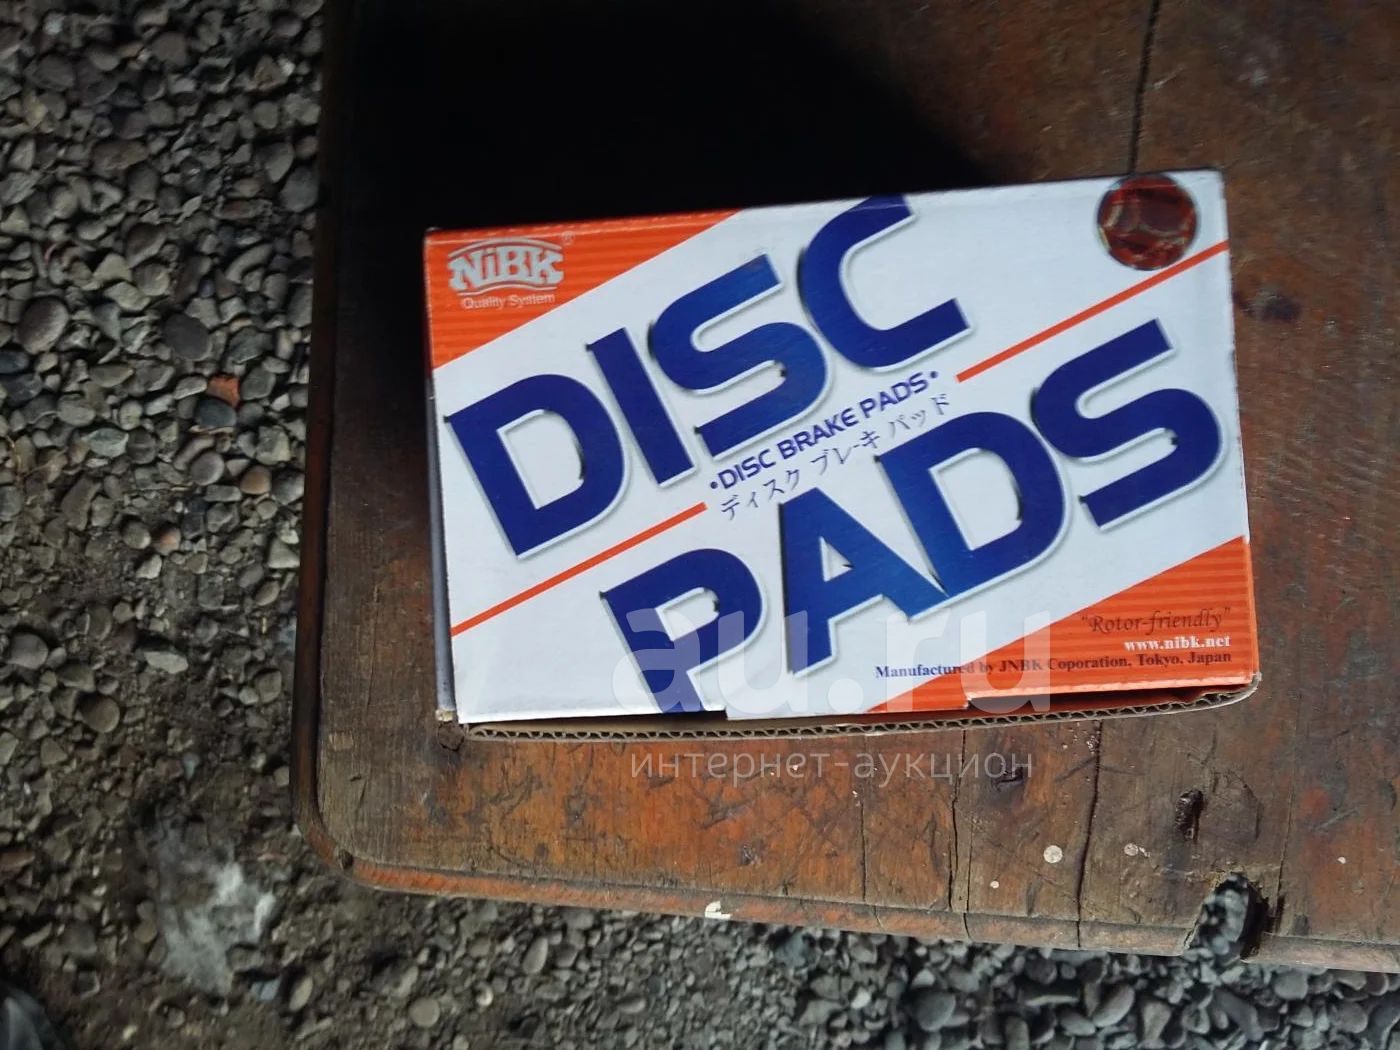 NiBK®
Quality System
DISC
•DISC BRAKE PADS•
ディスク ブレーキ パッド
PADS
"Rotor-friendly"
www.nibk.net
Manufactured by JNBK Coporation, Tokyo, Japan
au.ru
интернет-аукцион